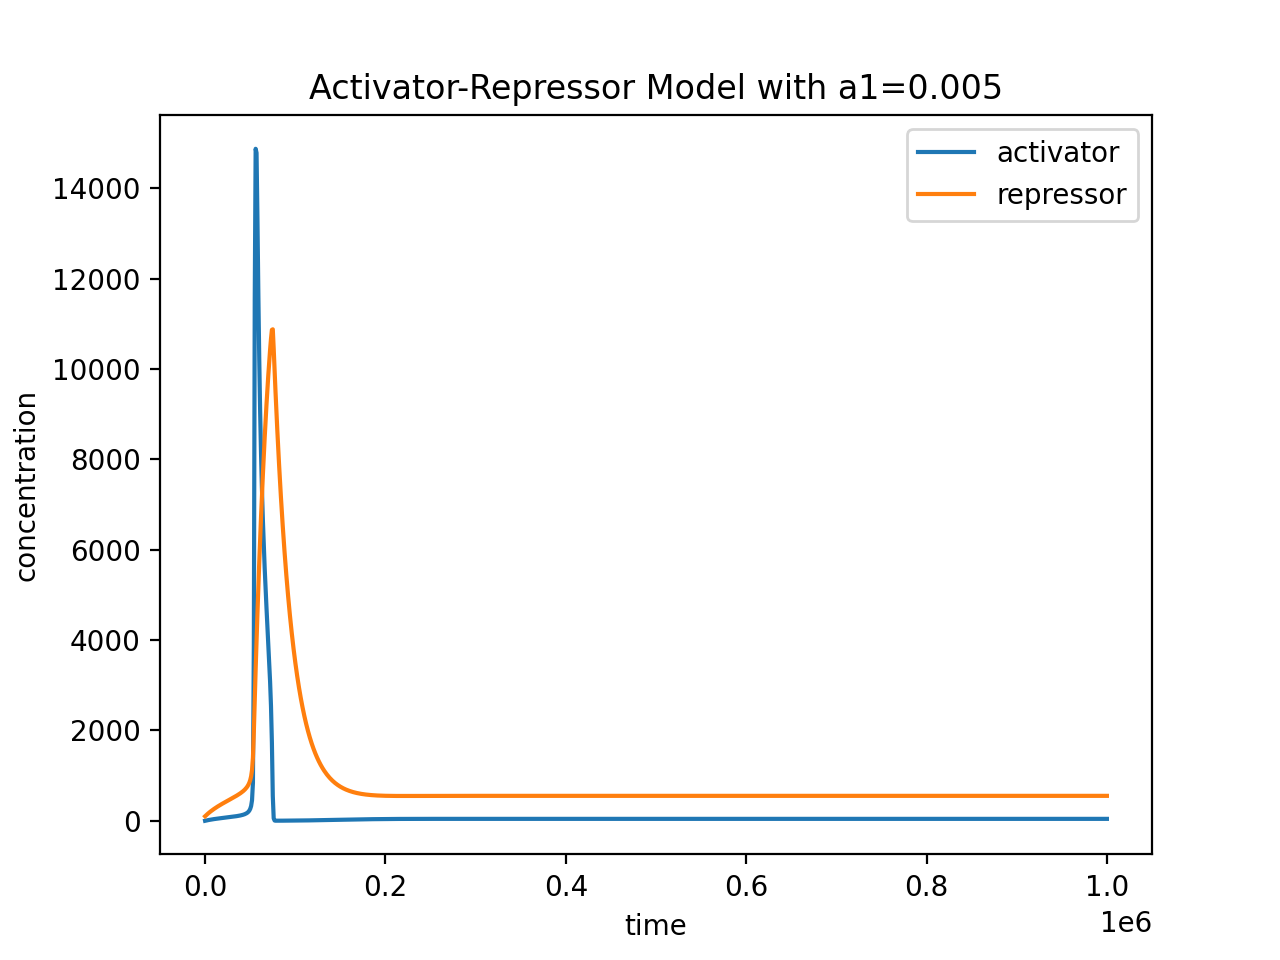 Activator-Repressor Model with a1=0.005
activator
repressor
14000
12000
10000
8000
6000
4000
2000
0
concentration
0.0 0.2 0.4 0.6 0.8 1.0
1e6
time